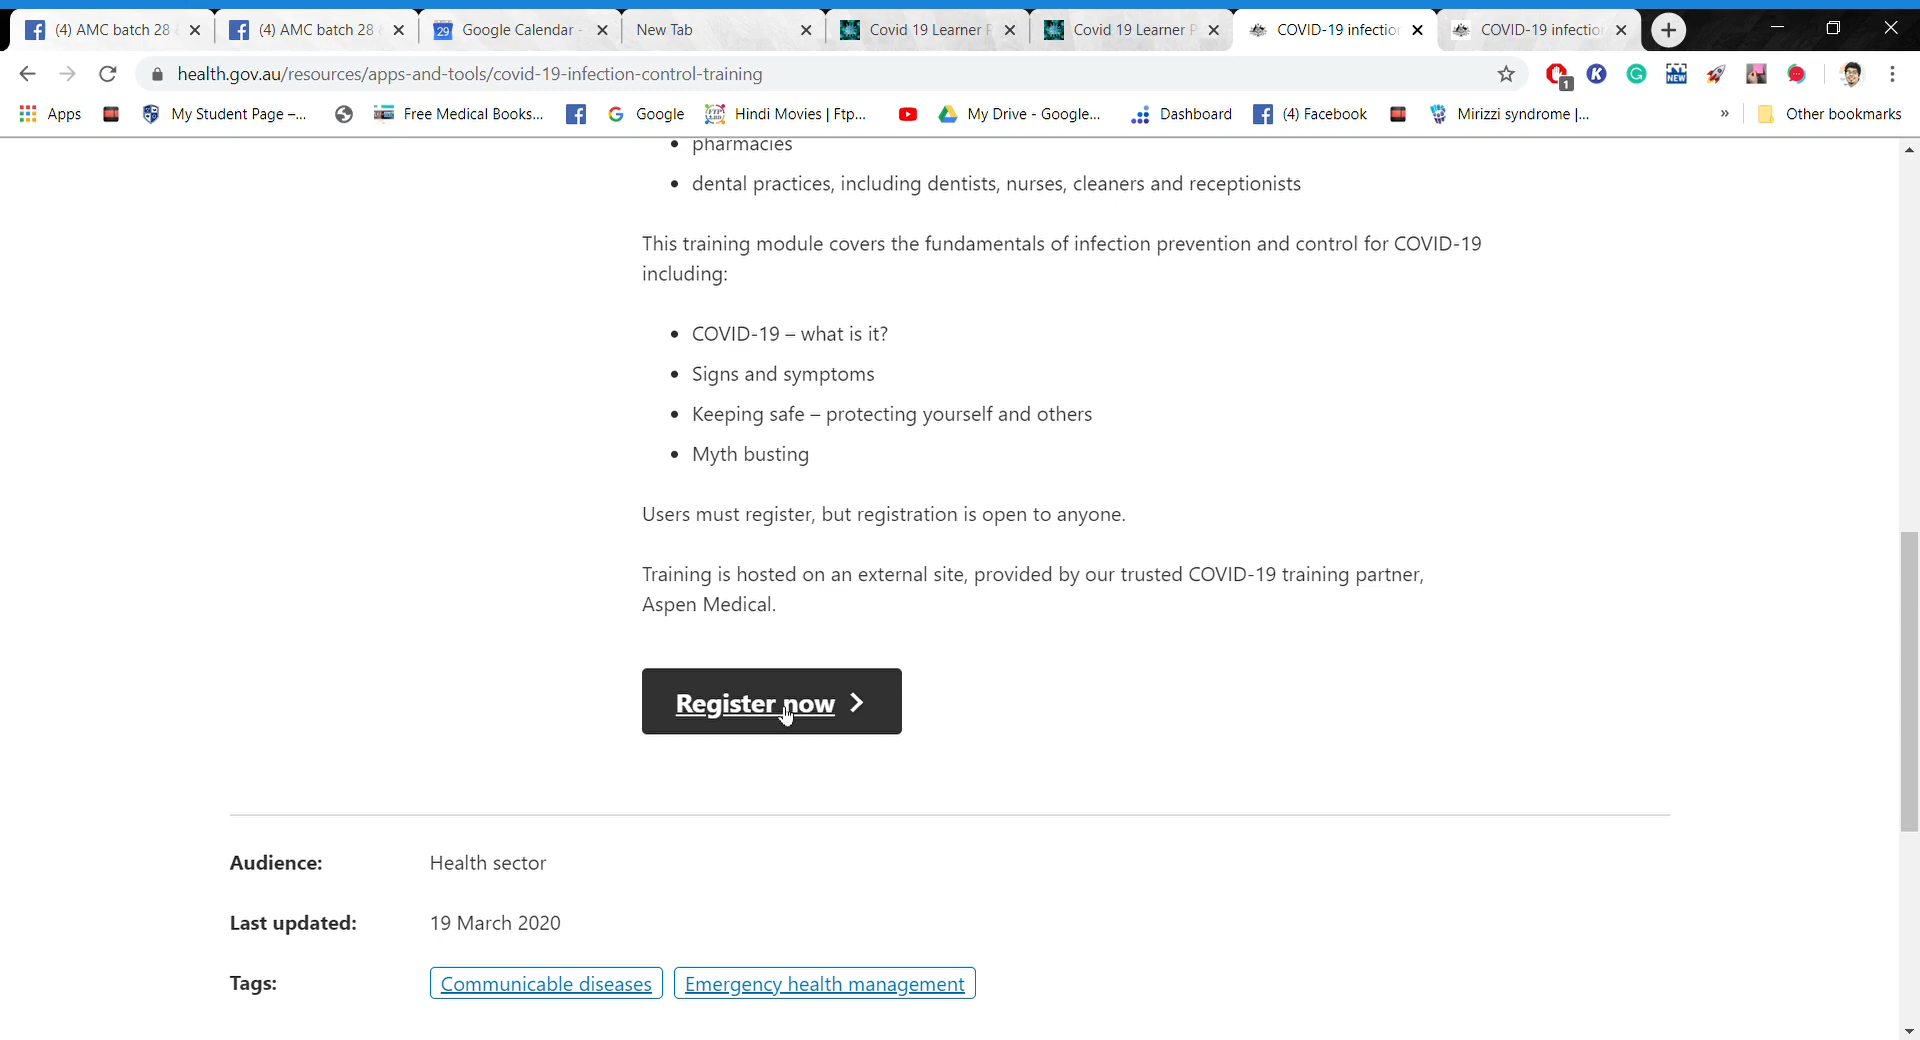 (4) AMC batch 28
(4) AMC batch 28
29
Google Calendar -
New Tab
Covid 19 Learner
Covid 19 Learner
COVID-19 infection
COVID-19 infection
health.gov.au/resources/apps-and-tools/covid-19-infection-control-training
1
K
G
NEW
Apps
My Student Page –...
Free Medical Books...
Google
Hindi Movies | Ftp...
My Drive - Google...
Dashboard
(4) Facebook
Mirizzi syndrome |...
»
Other bookmarks
• pharmacies
• dental practices, including dentists, nurses, cleaners and receptionists
This training module covers the fundamentals of infection prevention and control for COVID-19
including:
• COVID-19 – what is it?
• Signs and symptoms
• Keeping safe – protecting yourself and others
• Myth busting
Users must register, but registration is open to anyone.
Training is hosted on an external site, provided by our trusted COVID-19 training partner,
Aspen Medical.
Register now
Audience: Health sector
Last updated: 19 March 2020
Tags: Communicable diseases Emergency health management